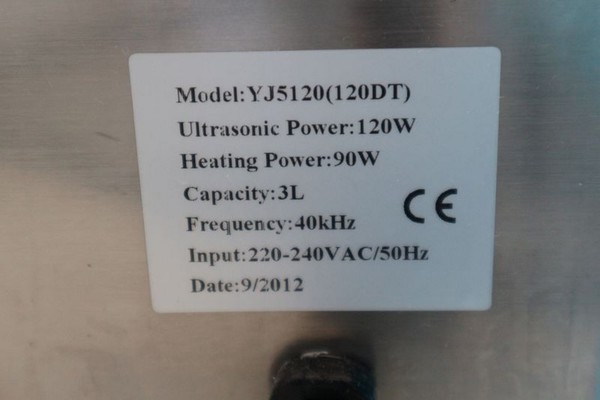 Model:YJ5120(120DT)
Ultrasonic Power:120W
Heating Power:90W
Capacity:3L
CE
Frequency:40kHz
Input:220-240VAC/50Hz
Date:9/2012